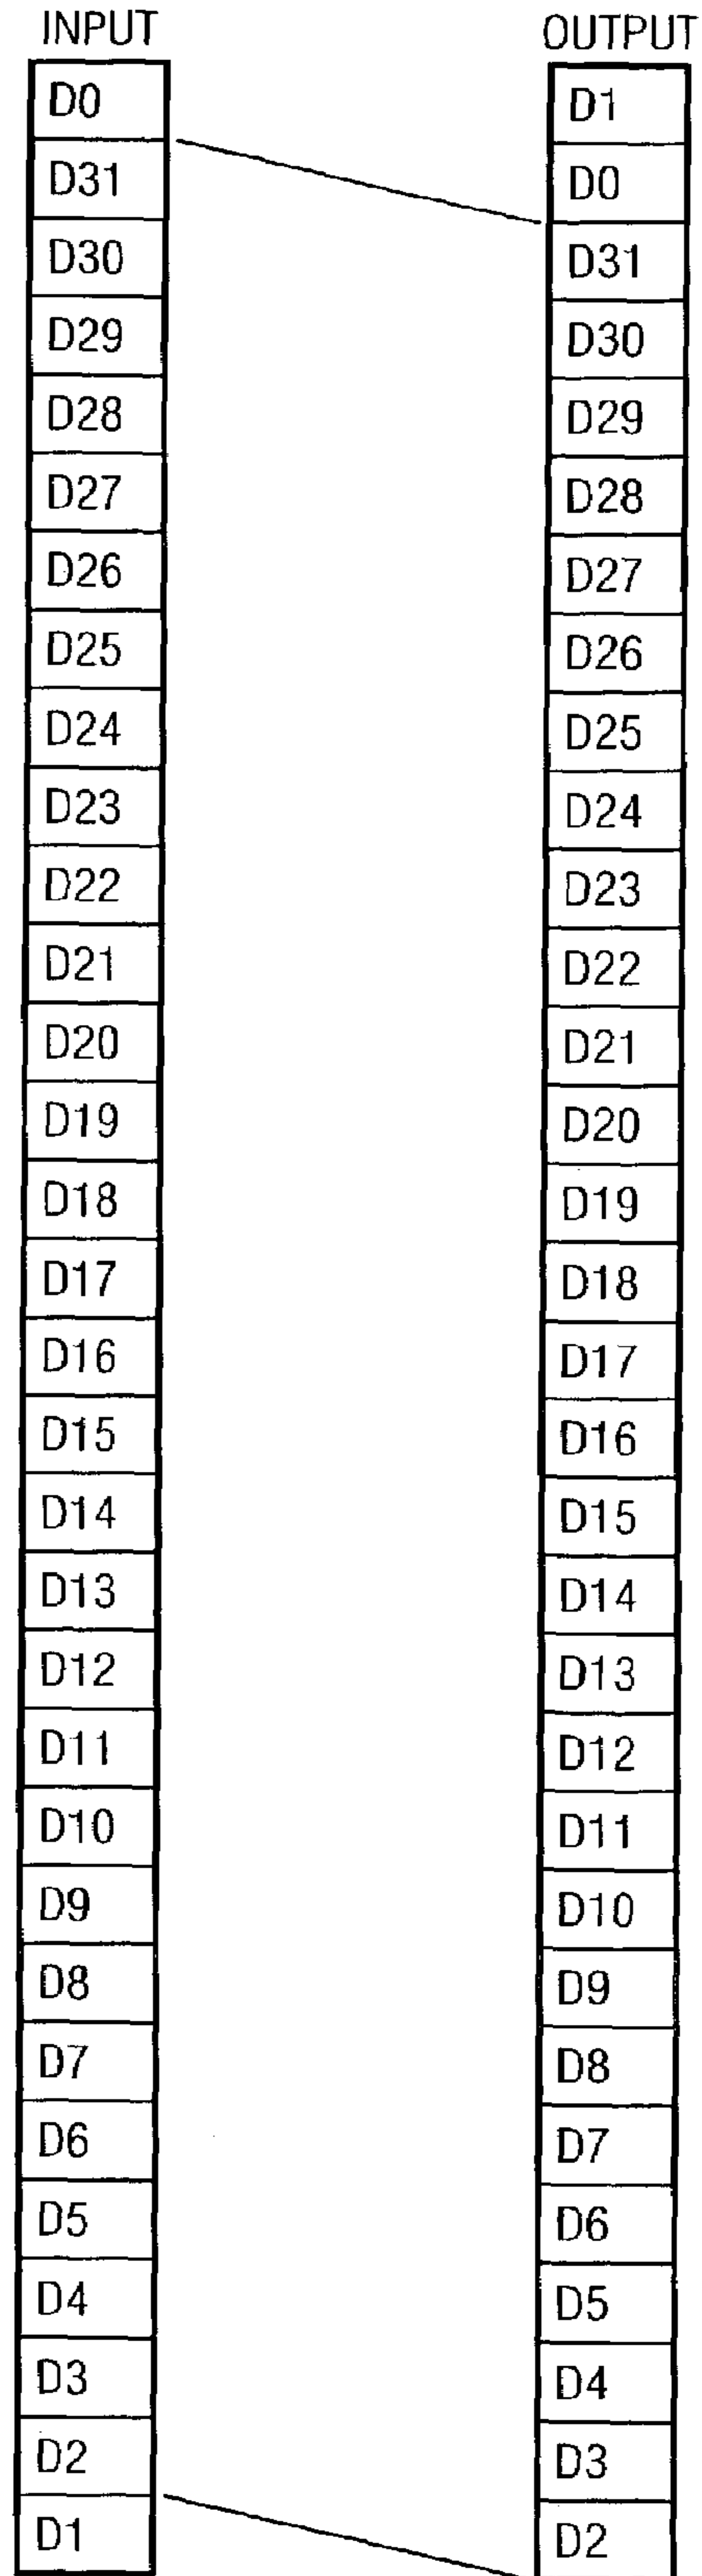 INPUT OUTPUT
D0 D1
D31 D0
D30 D31
D29 D30
D28 D29
D27 D28
D26 D27
D25 D26
D24 D25
D23 D24
D22 D23
D21 D22
D20 D21
D19 D20
D18 D19
D17 D18
D16 D17
D15 D16
D14 D15
D13 D14
D12 D13
D11 D12
D10 D11
D9 D10
D8 D9
D7 D8
D6 D7
D5 D6
D4 D5
D3 D4
D2 D3
D1 D2